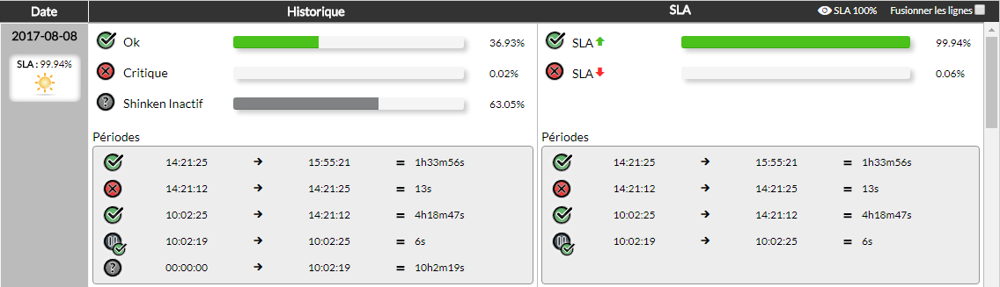 Date Historique SLA SLA 100% Fusionner les lignes
2017-08-08
SLA : 99.94%
Ok 36.93%
Critique 0.02%
Shinken Inactif 63.05%
Périodes
14:21:25 → 15:55:21 = 1h33m56s
14:21:12 → 14:21:25 = 13s
10:02:25 → 14:21:12 = 4h18m47s
10:02:19 → 10:02:25 = 6s
00:00:00 → 10:02:19 = 10h2m19s
SLA 99.94%
SLA 0.06%
Périodes
14:21:25 → 15:55:21 = 1h33m56s
14:21:12 → 14:21:25 = 13s
10:02:25 → 14:21:12 = 4h18m47s
10:02:19 → 10:02:25 = 6s